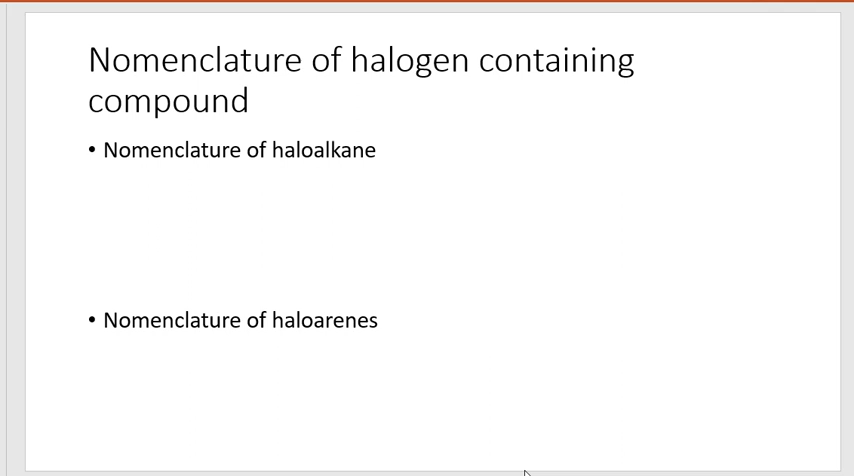 Nomenclature of halogen containing
compound
• Nomenclature of haloalkane
• Nomenclature of haloarenes